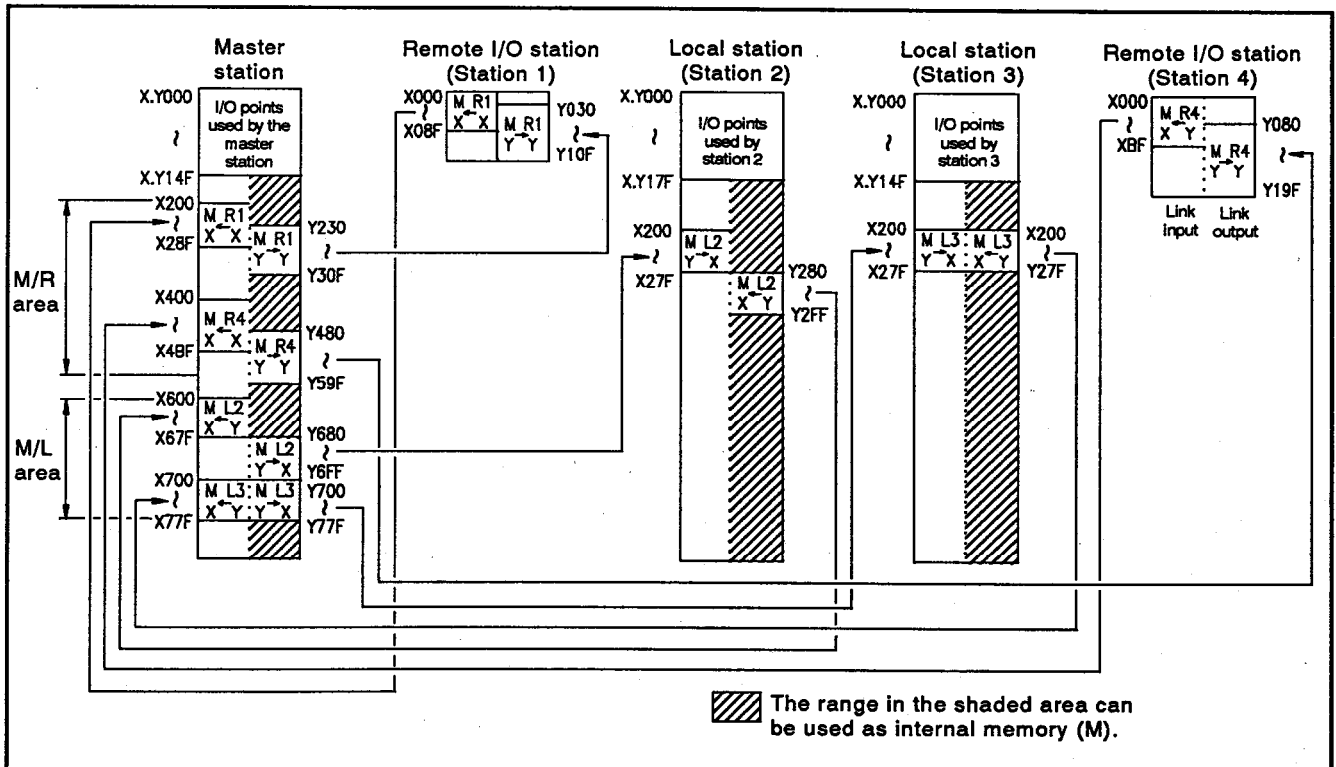 Master
station
Remote I/O station
(Station 1)
Local station
(Station 2)
Local station
(Station 3)
Remote I/O station
(Station 4)
X.Y000
~
X.Y14F
I/O points
used by the
master
station
X200
~
X28F
M R1
X←X
M R1
Y→Y
Y230
~
Y30F
M/R
area
X400
~
X4BF
M R4
X←X
M R4
Y→Y
Y480
~
Y59F
M/L
area
X600
~
X67F
M L2
X←Y
M L2
Y→X
Y680
~
Y6FF
X700
~
X77F
M L3
X←Y
M L3
Y→X
Y700
~
Y77F
X000
~
X08F
M R1
X←X
M R1
Y→Y
Y030
~
Y10F
X.Y000
~
X.Y17F
I/O points
used by
station 2
X200
~
X27F
M L2
Y→X
M L2
X←Y
Y280
~
Y2FF
X.Y000
~
X.Y14F
I/O points
used by
station 3
X200
~
X27F
M L3
Y→X
M L3
X←Y
X200
~
Y27F
X000
~
XBF
M R4
X←Y
M R4
Y→Y
Y080
~
Y19F
Link
input
Link
output
The range in the shaded area can
be used as internal memory (M).